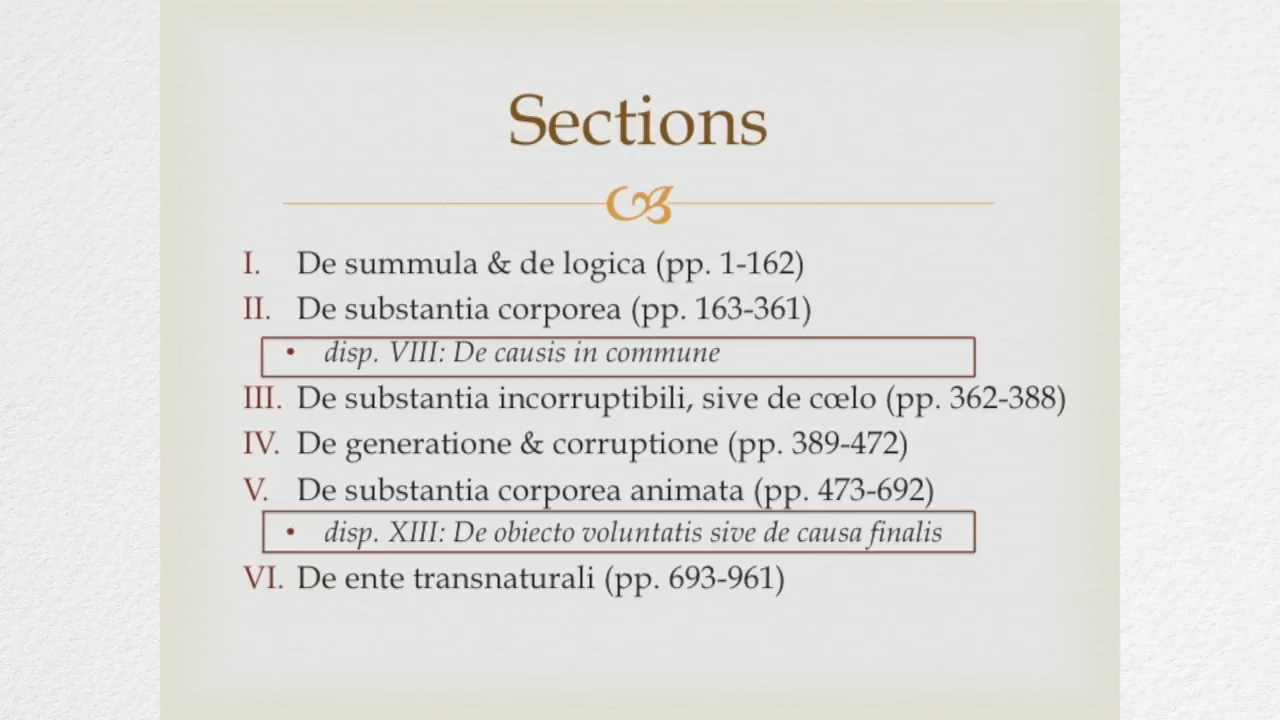 Sections
I. De summula & de logica (pp. 1-162)
II. De substantia corporea (pp. 163-361)
• disp. VIII: De causis in commune
III. De substantia incorruptibili, sive de cœlo (pp. 362-388)
IV. De generatione & corruptione (pp. 389-472)
V. De substantia corporea animata (pp. 473-692)
• disp. XIII: De obiecto voluntatis sive de causa finalis
VI. De ente transnaturali (pp. 693-961)